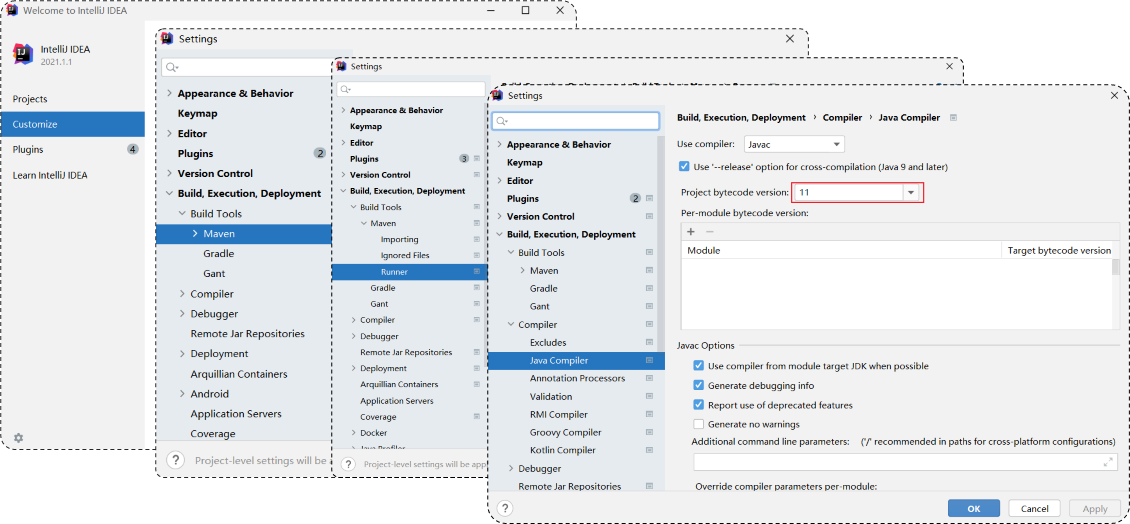 Welcome to IntelliJ IDEA
IntelliJ IDEA
2021.1.1
Projects
Customize
Plugins
4
Learn IntelliJ IDEA
Settings
Appearance & Behavior
Keymap
Editor
Plugins
2
Version Control
Build, Execution, Deployment
Build Tools
Maven
Gradle
Gant
Compiler
Debugger
Remote Jar Repositories
Deployment
Arquillian Containers
Android
Application Servers
Coverage
? Project-level settings will be a
Settings
Appearance & Behavior
Keymap
Editor
Plugins
3
Version Control
Build, Execution, Deployment
Build Tools
Maven
Importing
Ignored Files
Runner
Gradle
Gant
Compiler
Debugger
Remote Jar Repositories
Deployment
Arquillian Containers
Application Servers
Coverage
Docker
? Project-level settings will be app
Settings
Appearance & Behavior
Keymap
Editor
Plugins
2
Version Control
Build, Execution, Deployment
Build Tools
Maven
Gradle
Gant
Compiler
Excludes
Java Compiler
Annotation Processors
Validation
RMI Compiler
Groovy Compiler
Kotlin Compiler
Debugger
Remote Jar Repositories
Build, Execution, Deployment › Compiler › Java Compiler
Use compiler: Javac
Use '--release' option for cross-compilation (Java 9 and later)
Project bytecode version: 11
Per-module bytecode version:
+ −
Module Target bytecode version
Javac Options
Use compiler from module target JDK when possible
Generate debugging info
Report use of deprecated features
Generate no warnings
Additional command line parameters: ('/' recommended in paths for cross-platform configurations)
Override compiler parameters per-module:
? OK Cancel Apply